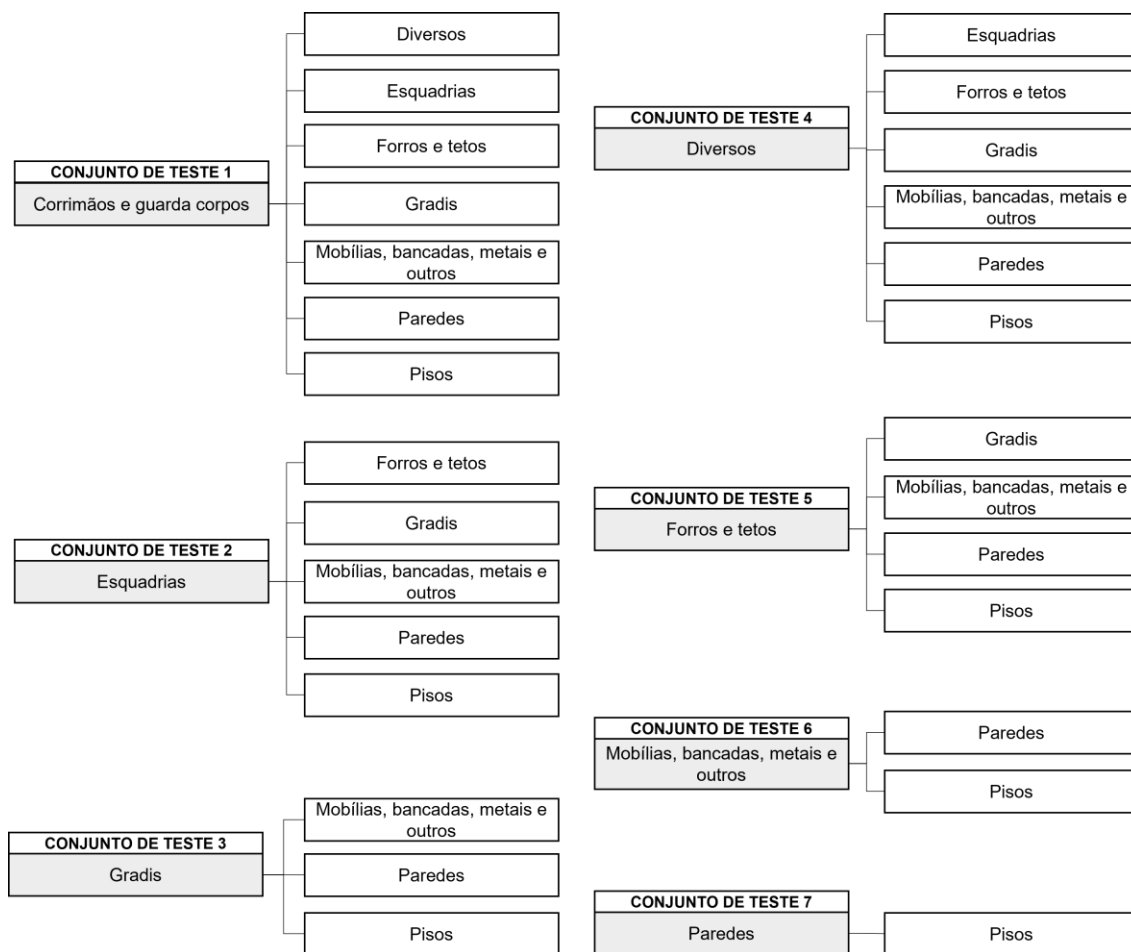 Diversos
Esquadrias
Forros e tetos
CONJUNTO DE TESTE 1
Corrimãos e guarda corpos
Gradis
Mobílias, bancadas, metais e
outros
Paredes
Pisos
Forros e tetos
Gradis
CONJUNTO DE TESTE 2
Esquadrias
Mobílias, bancadas, metais e
outros
Paredes
Pisos
Mobílias, bancadas, metais e
outros
CONJUNTO DE TESTE 3
Gradis
Paredes
Pisos
Esquadrias
Forros e tetos
CONJUNTO DE TESTE 4
Diversos
Gradis
Mobílias, bancadas, metais e
outros
Paredes
Pisos
Gradis
Mobílias, bancadas, metais e
outros
CONJUNTO DE TESTE 5
Forros e tetos
Paredes
Pisos
CONJUNTO DE TESTE 6
Mobílias, bancadas, metais e
outros
Paredes
Pisos
CONJUNTO DE TESTE 7
Paredes
Pisos